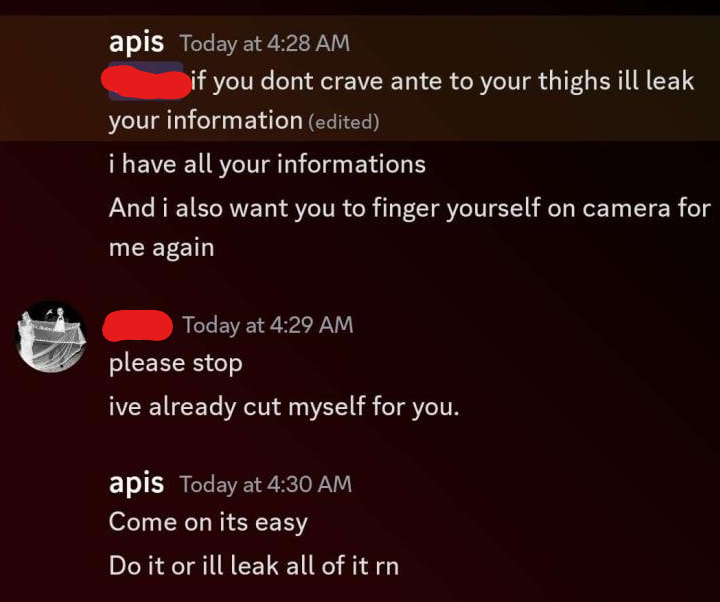 apis Today at 4:28 AM
if you dont crave ante to your thighs ill leak
your information (edited)
i have all your informations
And i also want you to finger yourself on camera for
me again
Today at 4:29 AM
please stop
ive already cut myself for you.
apis Today at 4:30 AM
Come on its easy
Do it or ill leak all of it rn